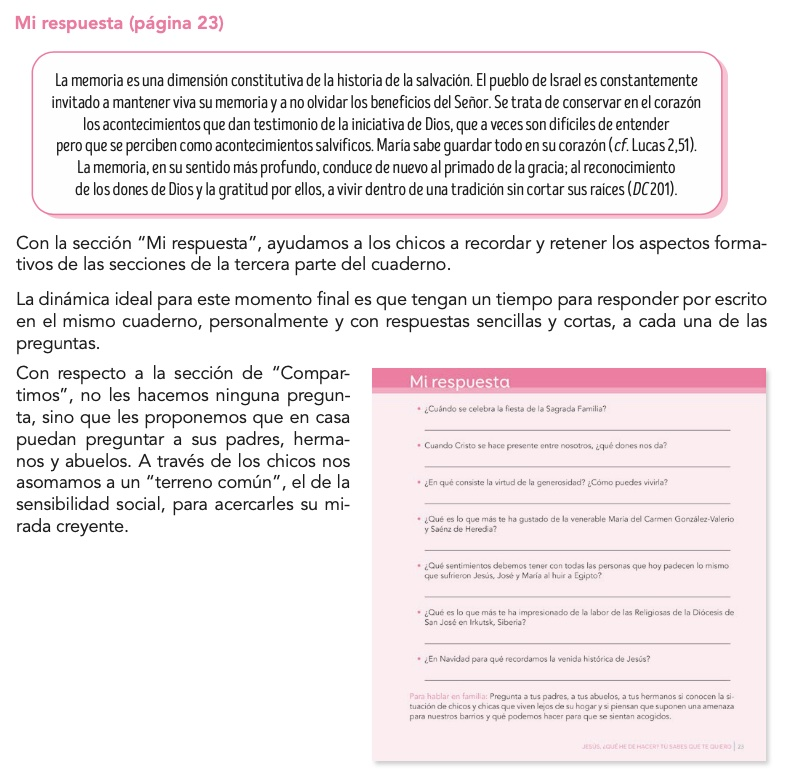 Mi respuesta (página 23)
La memoria es una dimensión constitutiva de la historia de la salvación. El pueblo de Israel es constantemente
invitado a mantener viva su memoria y a no olvidar los beneficios del Señor. Se trata de conservar en el corazón
los acontecimientos que dan testimonio de la iniciativa de Dios, que a veces son difíciles de entender
pero que se perciben como acontecimientos salvíficos. María sabe guardar todo en su corazón (cf. Lucas 2,51).
La memoria, en su sentido más profundo, conduce de nuevo al primado de la gracia; al reconocimiento
de los dones de Dios y la gratitud por ellos, a vivir dentro de una tradición sin cortar sus raíces (DC 201).
Con la sección “Mi respuesta”, ayudamos a los chicos a recordar y retener los aspectos forma-
tivos de las secciones de la tercera parte del cuaderno.
La dinámica ideal para este momento final es que tengan un tiempo para responder por escrito
en el mismo cuaderno, personalmente y con respuestas sencillas y cortas, a cada una de las
preguntas.
Con respecto a la sección de “Compar-
timos”, no les hacemos ninguna pregun-
ta, sino que les proponemos que en casa
puedan preguntar a sus padres, herma-
nos y abuelos. A través de los chicos nos
asomamos a un “terreno común”, el de la
sensibilidad social, para acercarles su mi-
rada creyente.
Mi respuesta
• ¿Cuándo se celebra la fiesta de la Sagrada Familia?
• Cuando Cristo se hace presente entre nosotros, ¿qué dones nos da?
• ¿En qué consiste la virtud de la generosidad? ¿Cómo puedes vivirla?
• ¿Qué es lo que más te ha gustado de la venerable María del Carmen González-Valerio
y Saénz de Heredia?
• ¿Qué sentimientos debemos tener con todas las personas que hoy padecen lo mismo
que sufrieron Jesús, José y María al huir a Egipto?
• ¿Qué es lo que más te ha impresionado de la labor de las Religiosas de la Diócesis de
San José en Irkutsk, Siberia?
• ¿En Navidad para qué recordamos la venida histórica de Jesús?
Para hablar en familia: Pregunta a tus padres, a tus abuelos, a tus hermanos si conocen la si-
tuación de chicos y chicas que viven lejos de su hogar y si piensan que suponen una amenaza
para nuestros barrios y qué podemos hacer para que se sientan acogidos.
JESÚS, ¿QUÉ HE DE HACER? TÚ SABES QUE TE QUIERO | 23